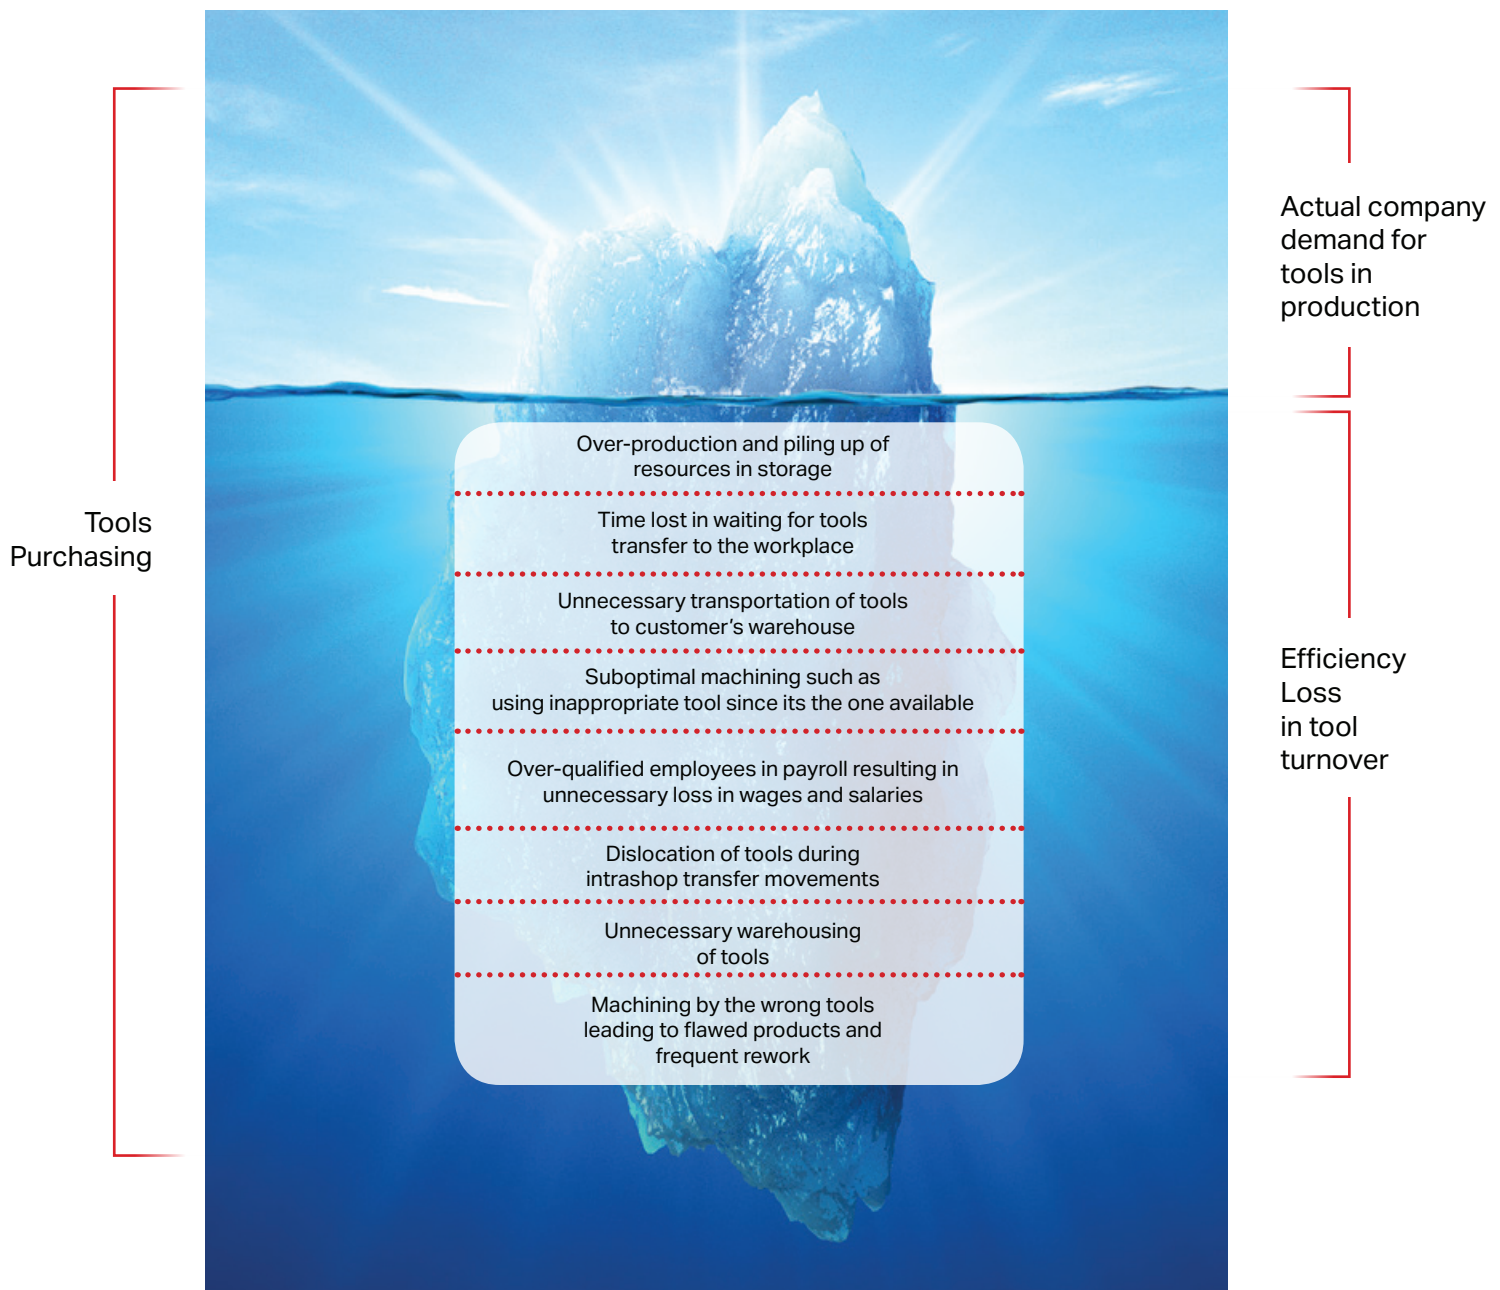 Tools
Purchasing
Actual company
demand for
tools in
production
Over-production and piling up of
resources in storage
Time lost in waiting for tools
transfer to the workplace
Unnecessary transportation of tools
to customer’s warehouse
Suboptimal machining such as
using inappropriate tool since its the one available
Over-qualified employees in payroll resulting in
unnecessary loss in wages and salaries
Dislocation of tools during
intrashop transfer movements
Unnecessary warehousing
of tools
Machining by the wrong tools
leading to flawed products and
frequent rework
Efficiency
Loss
in tool
turnover